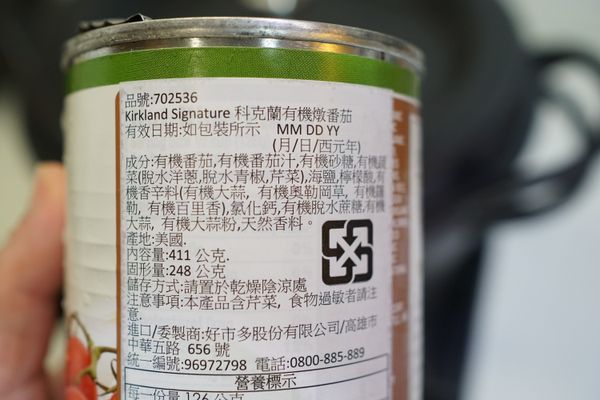 品號:702536
Kirkland Signature 科克蘭有機燉番茄
有效日期:如包裝所示 MM DD YY
(月/日/西元年)
成分:有機番茄,有機番茄汁,有機砂糖,有機蔬
菜(脫水洋蔥,脫水青椒,芹菜),海鹽,檸檬酸,有
機香辛料(有機大蒜, 有機奧勒岡草, 有機羅
勒, 有機百里香),氯化鈣,有機脫水蔗糖,有機
大蒜, 有機大蒜粉,天然香料。
產地:美國.
內容量:411 公克.
固形量:248 公克.
儲存方式:請置於乾燥陰涼處
注意事項:本產品含芹菜, 食物過敏者請注
意.
進口/委製商:好市多股份有限公司/高雄市
中華五路 656 號
統一編號:96972798 電話:0800-885-889
營養標示
每一份量 126 公克